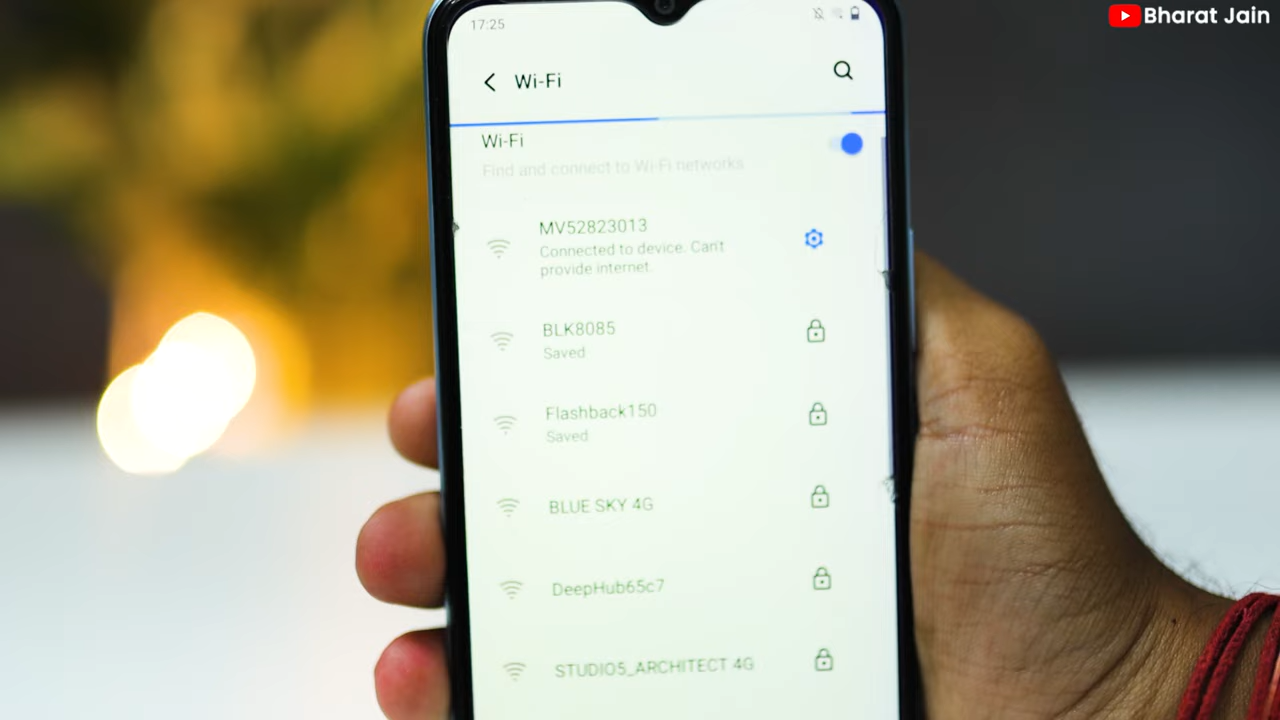 Bharat Jain
17:25
Wi-Fi
Wi-Fi
Find and connect to Wi-Fi networks
MV52823013
Connected to device. Can't
provide internet.
BLK8085
Saved
Flashback150
Saved
BLUE SKY 4G
DeepHub65c7
STUDIO5_ARCHITECT 4G